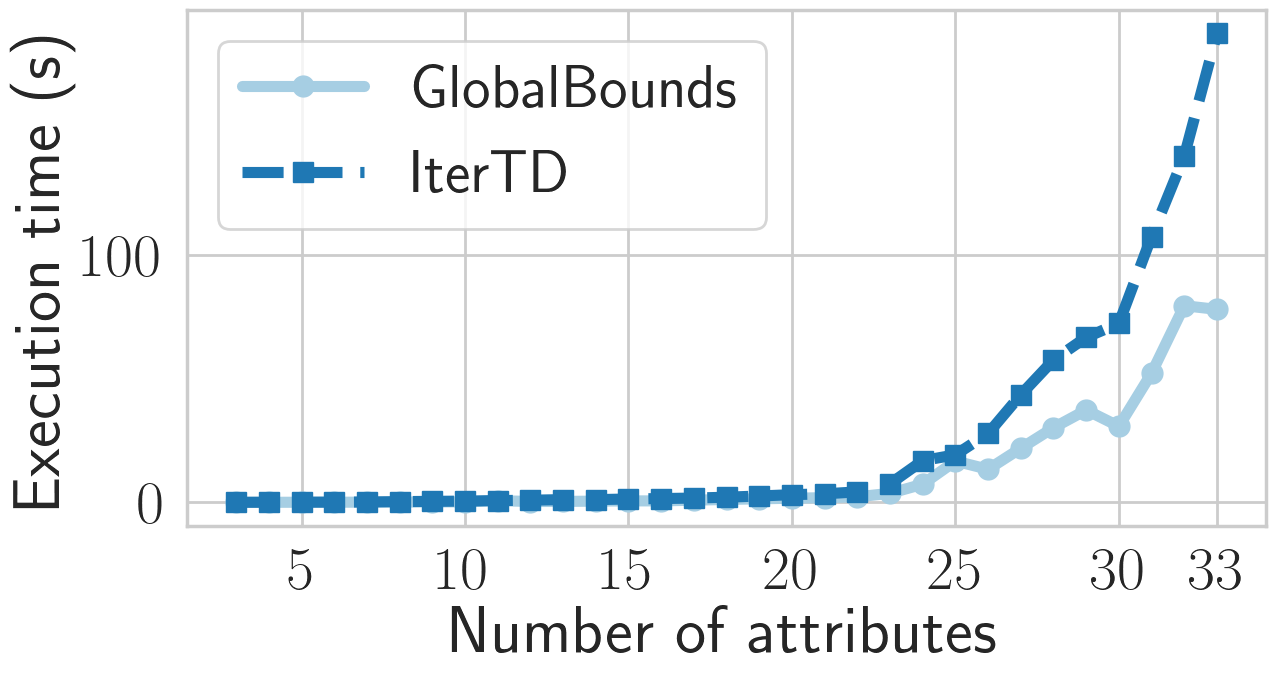 Execution time (s)
GlobalBounds
IterTD
100
0
5 10 15 20 25 30 33
Number of attributes